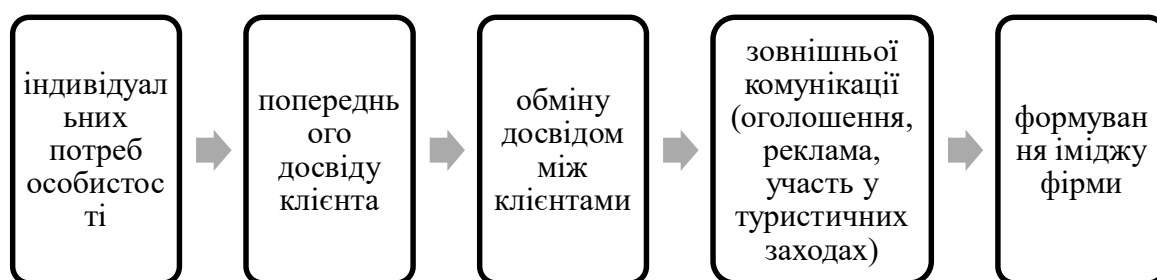 індивідуал
ьних
потреб
особистос
ті
попереднь
ого
досвіду
клієнта
обміну
досвідом
між
клієнтами
зовнішньої
комунікації
(оголошення,
реклама,
участь у
туристичних
заходах)
формуван
ня іміджу
фірми